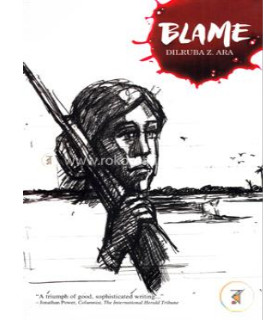 BLAME
DILRUBA Z. ARA
"A triumph of good, sophisticated writing..."
– Jonathan Power, Columnist, The International Herald Tribune